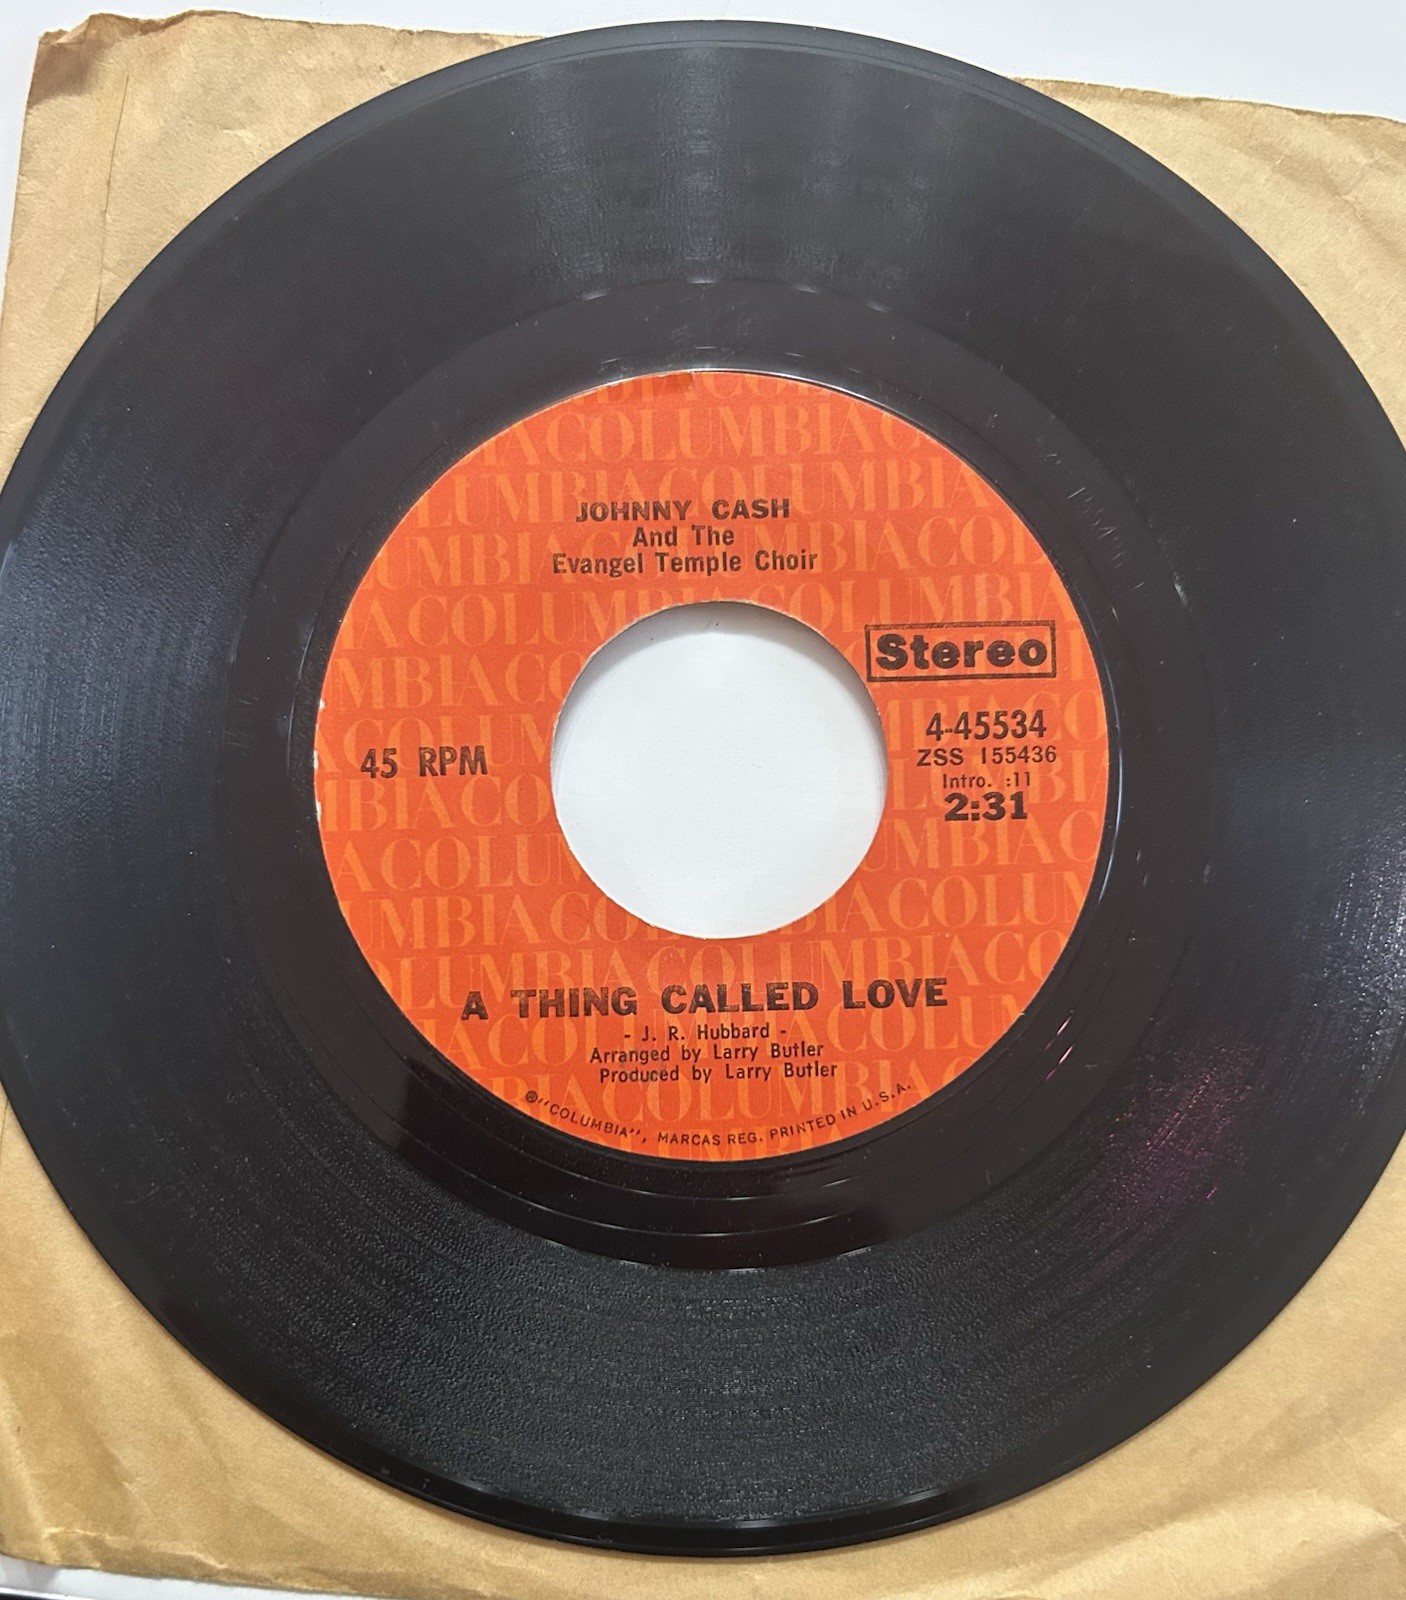 JOHNNY CASH
And The
Evangel Temple Choir
Stereo
45 RPM
4-45534
ZSS 155436
Intro. :11
2:31
A THING CALLED LOVE
- J. R. Hubbard -
Arranged by Larry Butler
Produced by Larry Butler
®"COLUMBIA", MARCAS REG. PRINTED IN U.S.A.